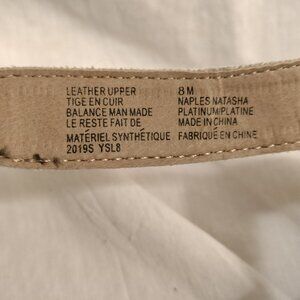 LEATHER UPPER
TIGE EN CUIR
BALANCE MAN MADE
LE RESTE FAIT DE
MATÉRIEL SYNTHÉTIQUE
2019S YSL8
8 M
NAPLES NATASHA
PLATINUM/PLATINE
MADE IN CHINA
FABRIQUÉ EN CHINE